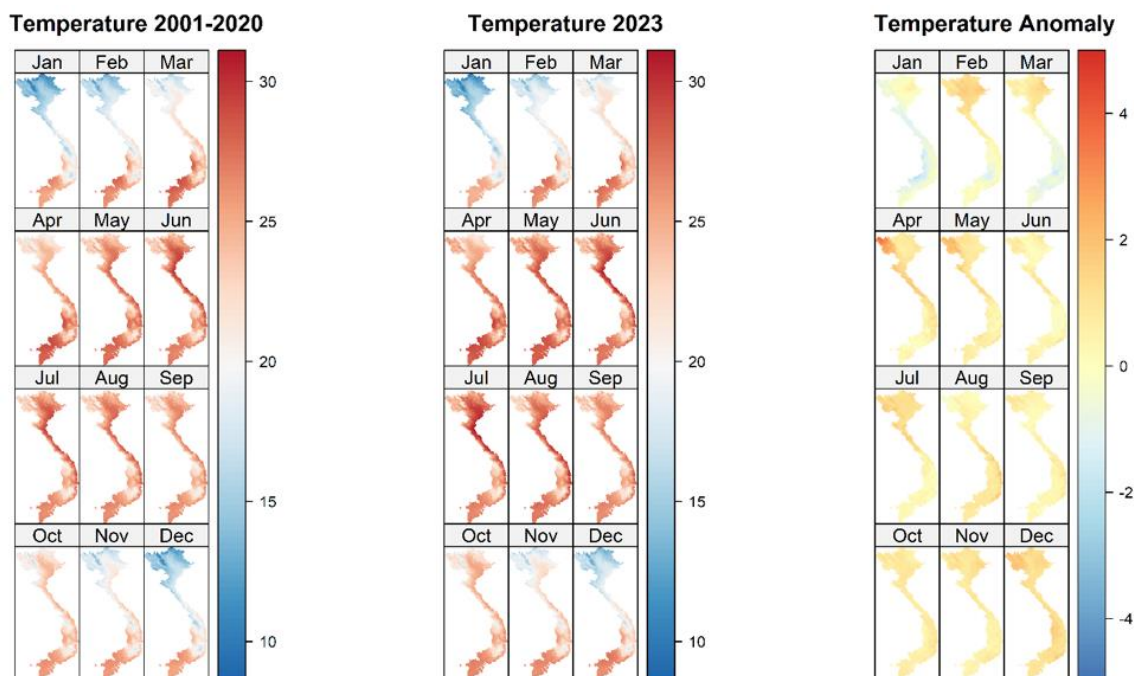 Temperature 2001-2020
Jan Feb Mar
Apr May Jun
Jul Aug Sep
Oct Nov Dec
30
25
20
15
10
Temperature 2023
Jan Feb Mar
Apr May Jun
Jul Aug Sep
Oct Nov Dec
30
25
20
15
10
Temperature Anomaly
Jan Feb Mar
Apr May Jun
Jul Aug Sep
Oct Nov Dec
4
2
0
-2
-4